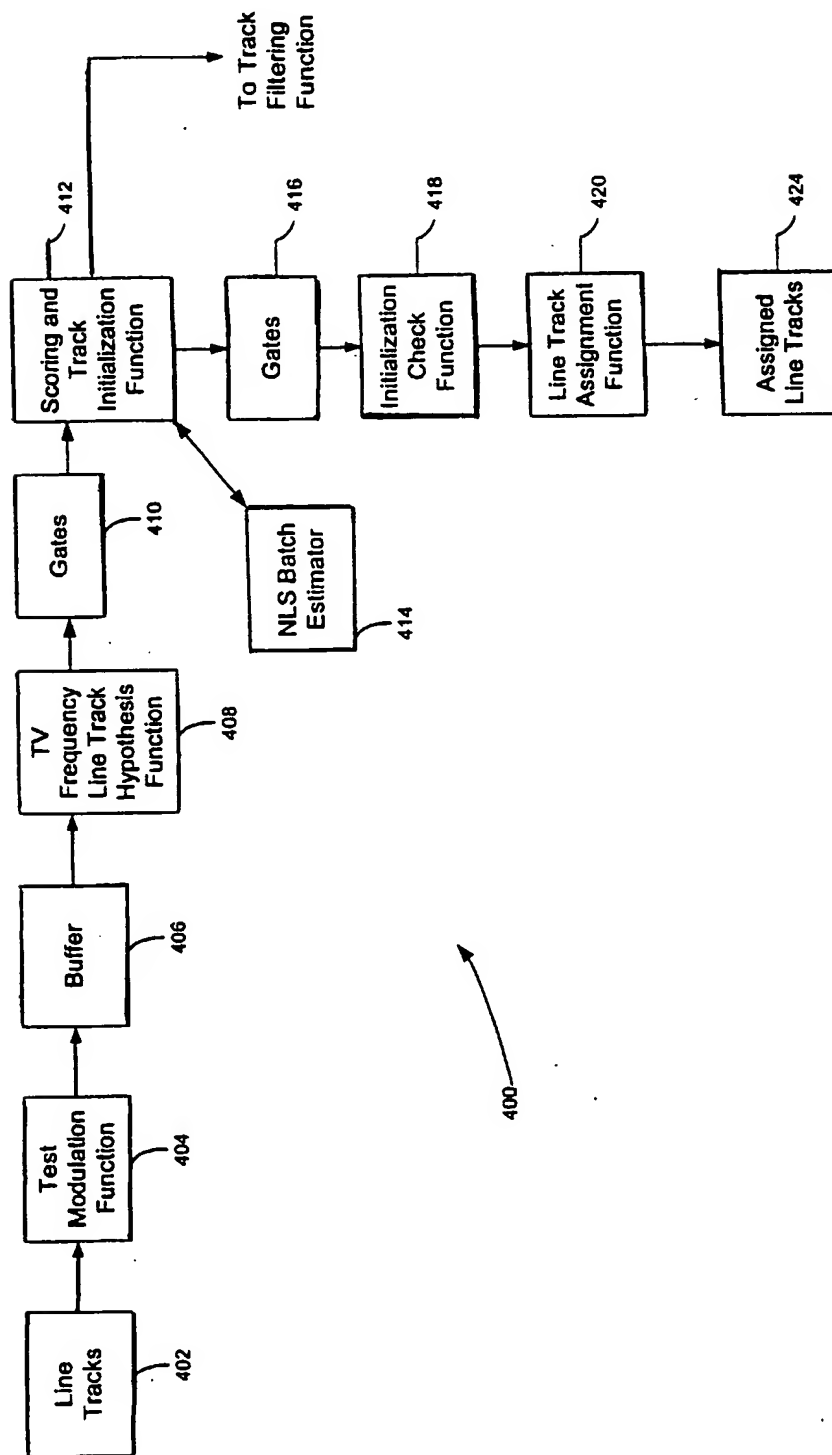 Line
Tracks
402
Test
Modulation
Function
404
Buffer
406
TV
Frequency
Line Track
Hypothesis
Function
408
Gates
410
Scoring and
Track
Initialization
Function
412
To Track
Filtering
Function
NLS Batch
Estimator
414
Gates
416
Initialization
Check
Function
418
Line Track
Assignment
Function
420
Assigned
Line Tracks
424
400